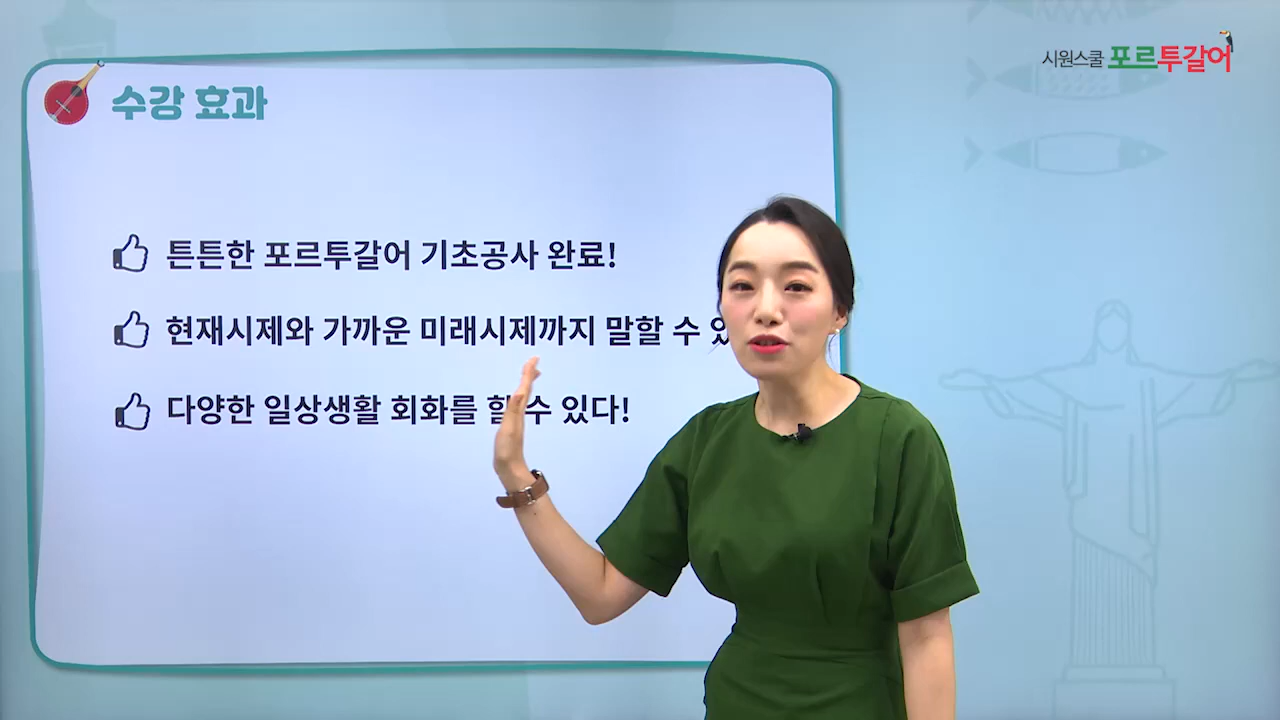 시원스쿨 포르투갈어
수강 효과
튼튼한 포르투갈어 기초공사 완료!
현재시제와 가까운 미래시제까지 말할 수
다양한 일상생활 회화를 할 수 있다!